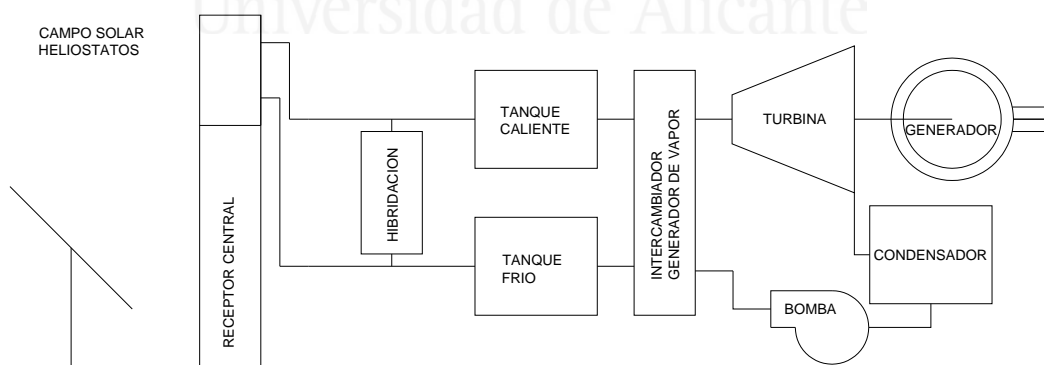 Universidad de Alicante
CAMPO SOLAR
HELIOSTATOS
RECEPTOR CENTRAL
HIBRIDACION
TANQUE
CALIENTE
TANQUE
FRIO
INTERCAMBIADOR
GENERADOR DE VAPOR
TURBINA
GENERADOR
CONDENSADOR
BOMBA